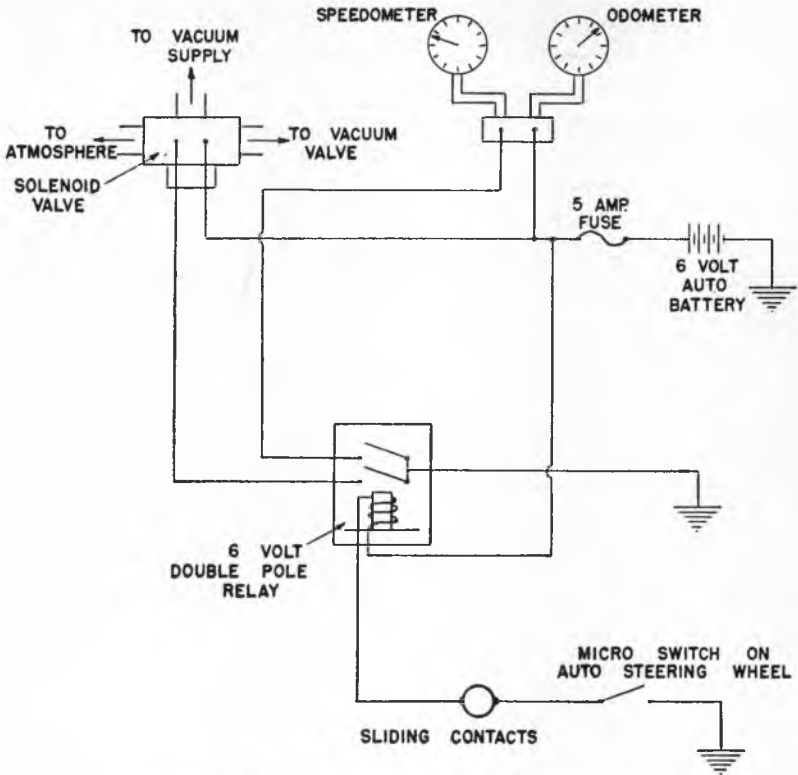 SPEEDOMETER
ODOMETER
TO VACUUM
SUPPLY
TO
ATMOSPHERE
TO VACUUM
VALVE
SOLENOID
VALVE
5 AMP.
FUSE
6 VOLT
AUTO
BATTERY
6 VOLT
DOUBLE POLE
RELAY
MICRO SWITCH ON
AUTO STEERING WHEEL
SLIDING CONTACTS